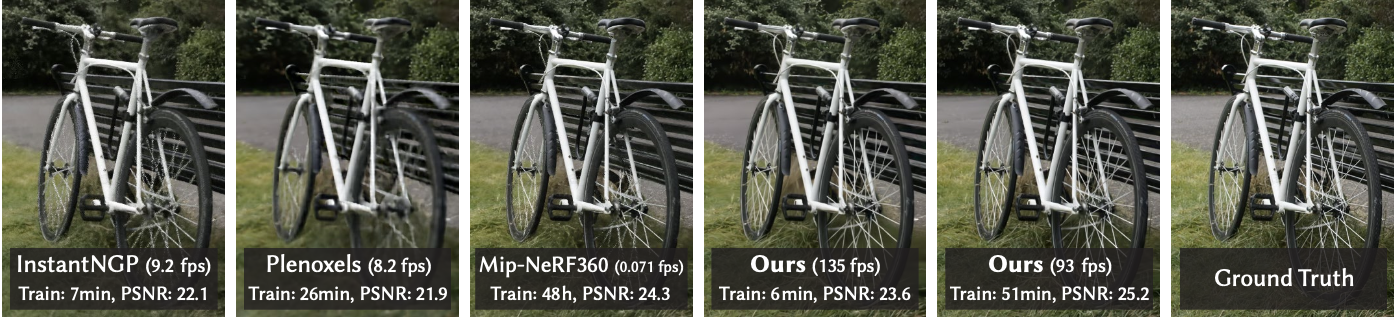 InstantNGP (9.2 fps)
Train: 7min, PSNR: 22.1
Plenoxels (8.2 fps)
Train: 26min, PSNR: 21.9
Mip-NeRF360 (0.071 fps)
Train: 48h, PSNR: 24.3
Ours (135 fps)
Train: 6min, PSNR: 23.6
Ours (93 fps)
Train: 51min, PSNR: 25.2
Ground Truth